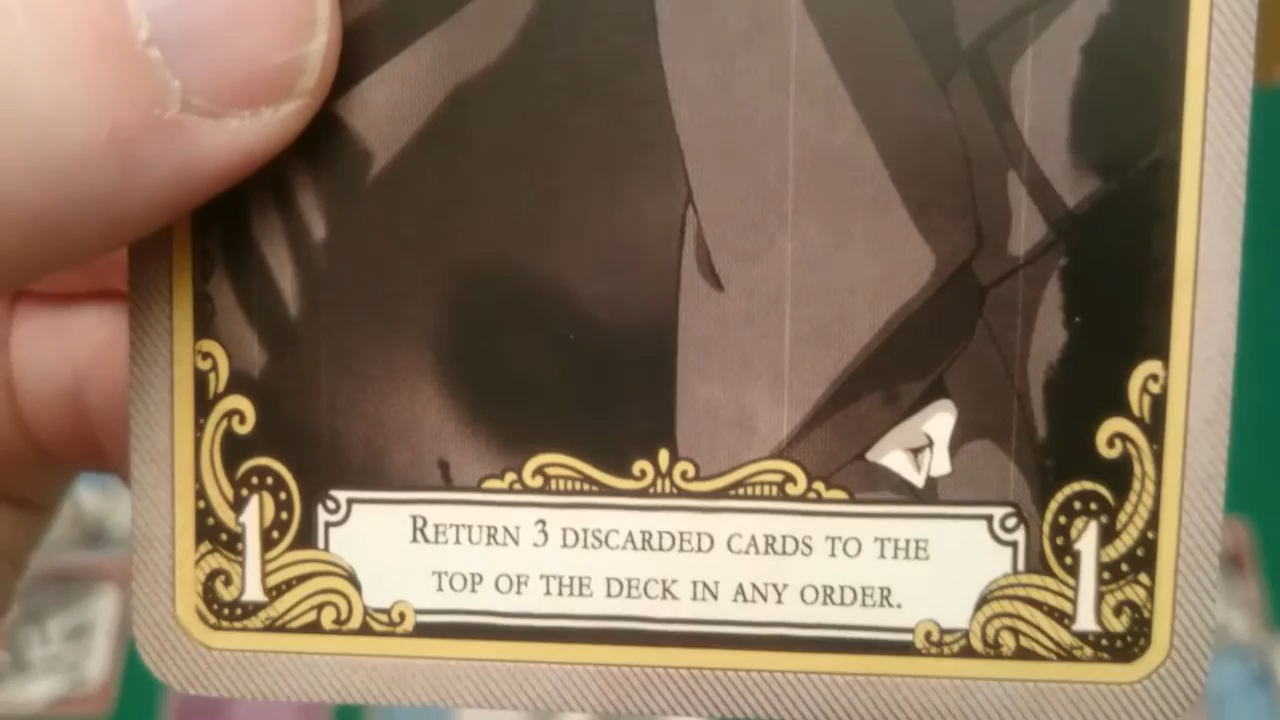 RETURN 3 DISCARDED CARDS TO THE
TOP OF THE DECK IN ANY ORDER.
1
1